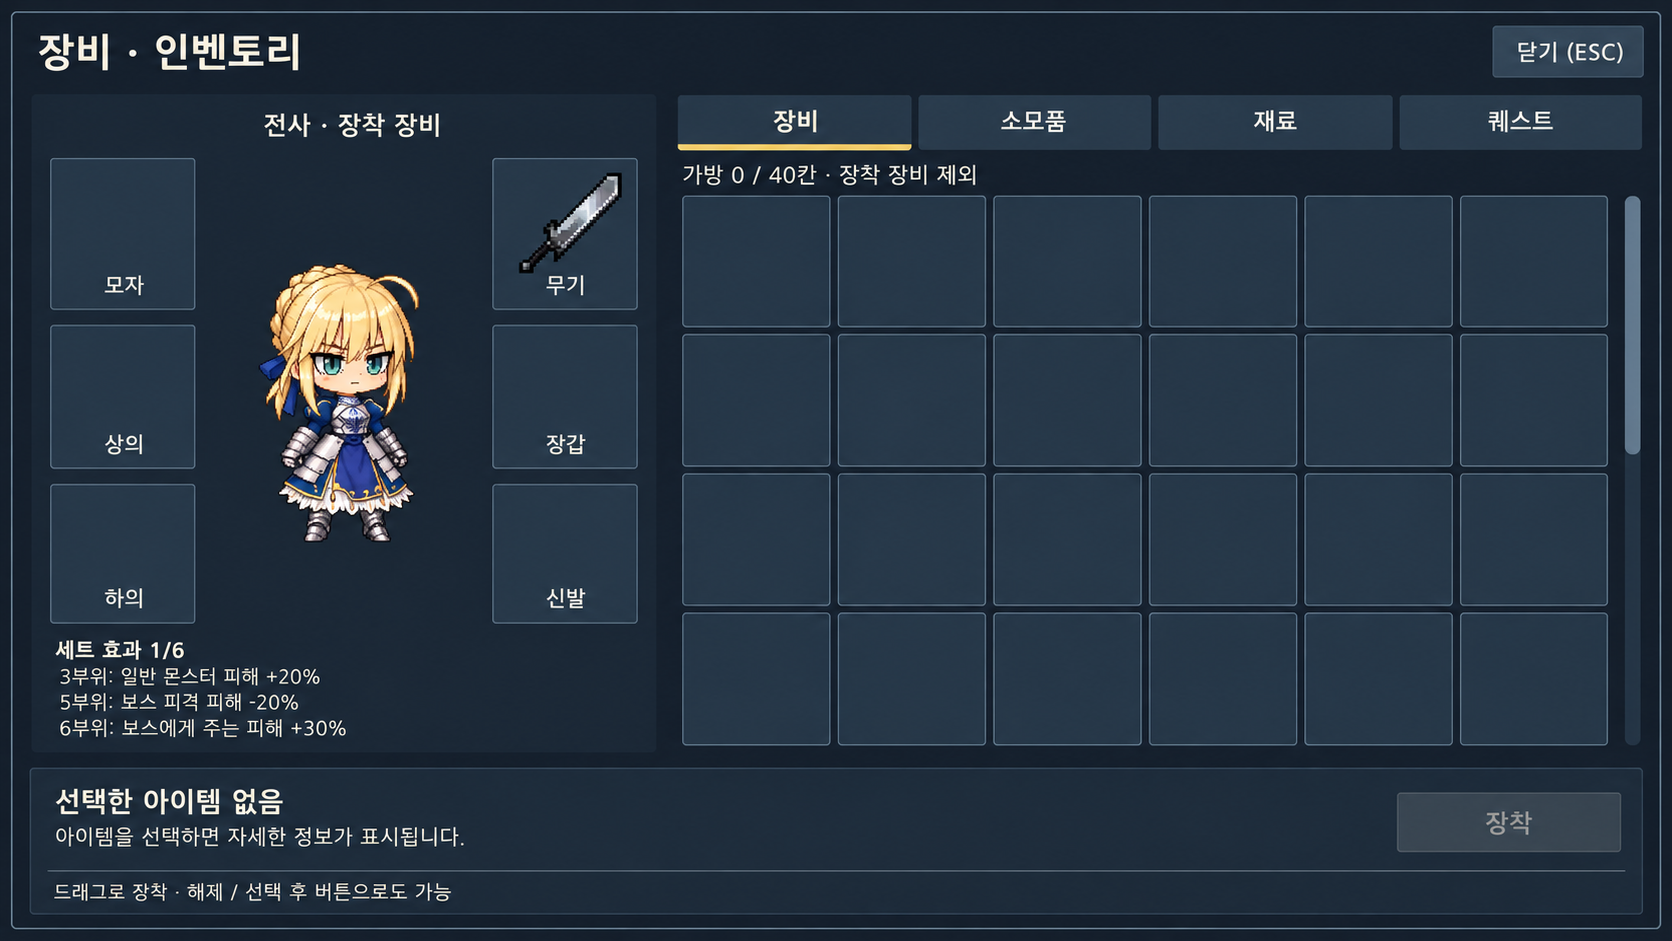 장비 · 인벤토리
닫기 (ESC)
전사 · 장착 장비
모자
무기
상의
장갑
하의
신발
세트 효과 1/6
3부위: 일반 몬스터 피해 +20%
5부위: 보스 피격 피해 -20%
6부위: 보스에게 주는 피해 +30%
장비
소모품
재료
퀘스트
가방 0 / 40칸 · 장착 장비 제외
선택한 아이템 없음
아이템을 선택하면 자세한 정보가 표시됩니다.
장착
드래그로 장착 · 해제 / 선택 후 버튼으로도 가능